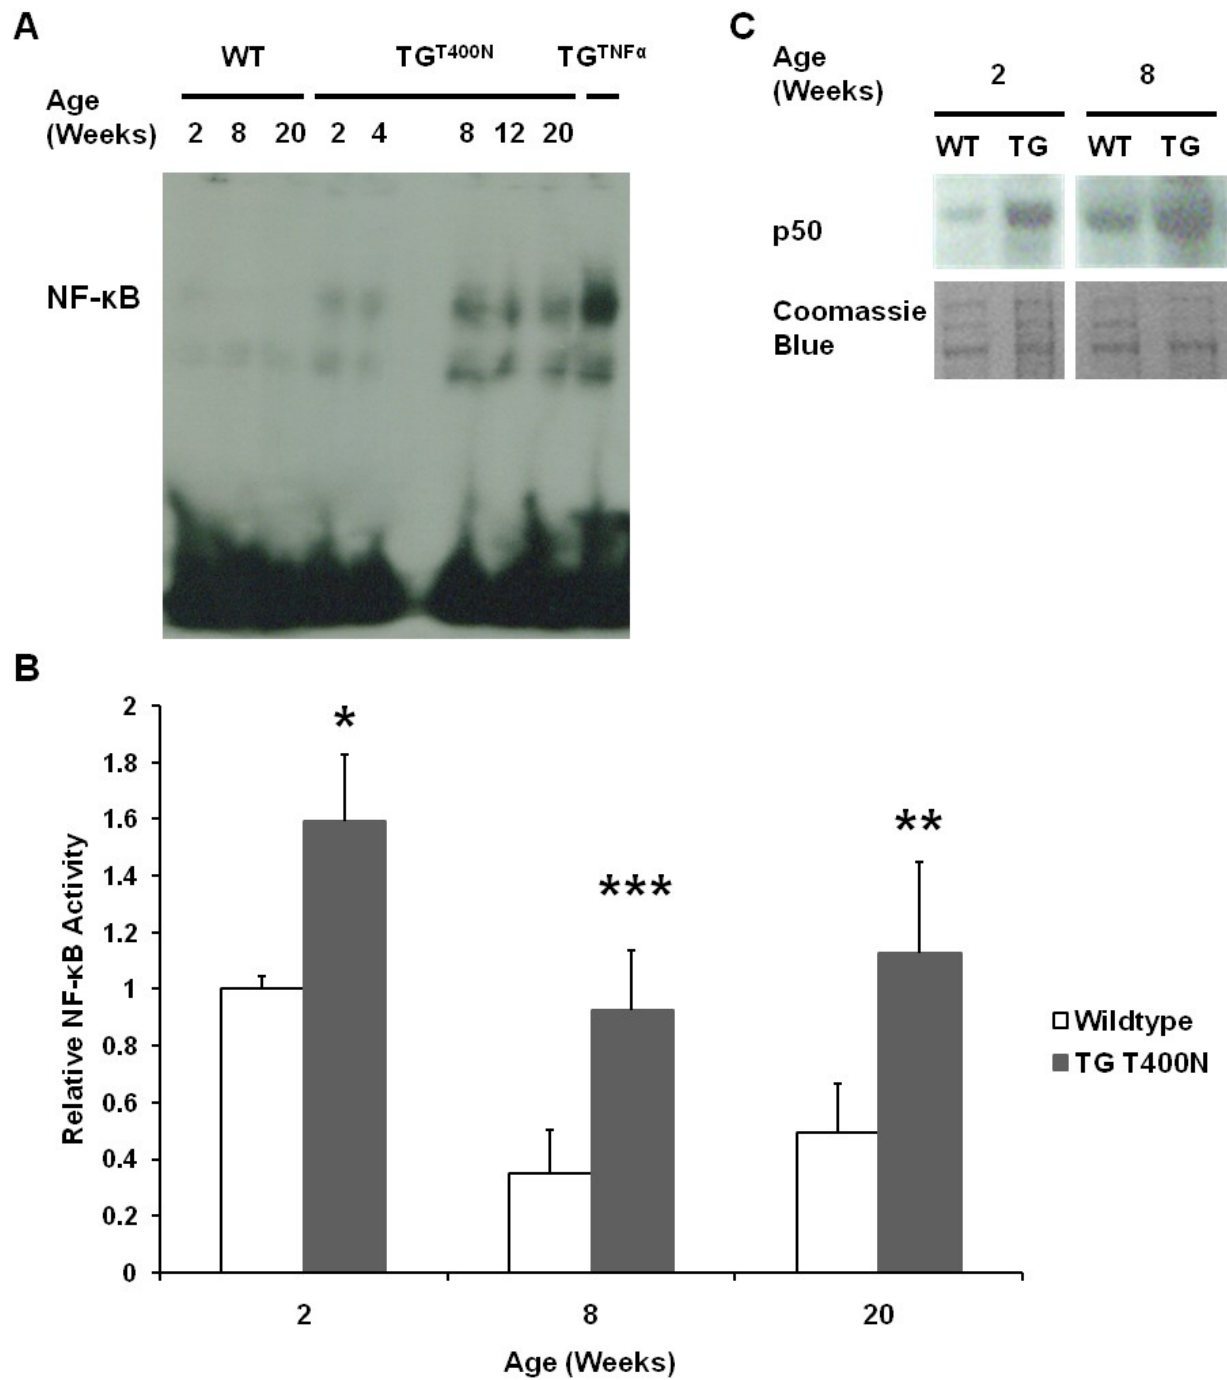 A
WT TG^T400N TG^TNFα
Age
(Weeks) 2 8 20 2 4 8 12 20
NF-κB
C
Age
(Weeks) 2 8
WT TG WT TG
p50
Coomassie
Blue
B
Relative NF-κB Activity
2
1.8
1.6
1.4
1.2
1
0.8
0.6
0.4
0.2
0
*
***
**
Wildtype
TG T400N
2 8 20
Age (Weeks)